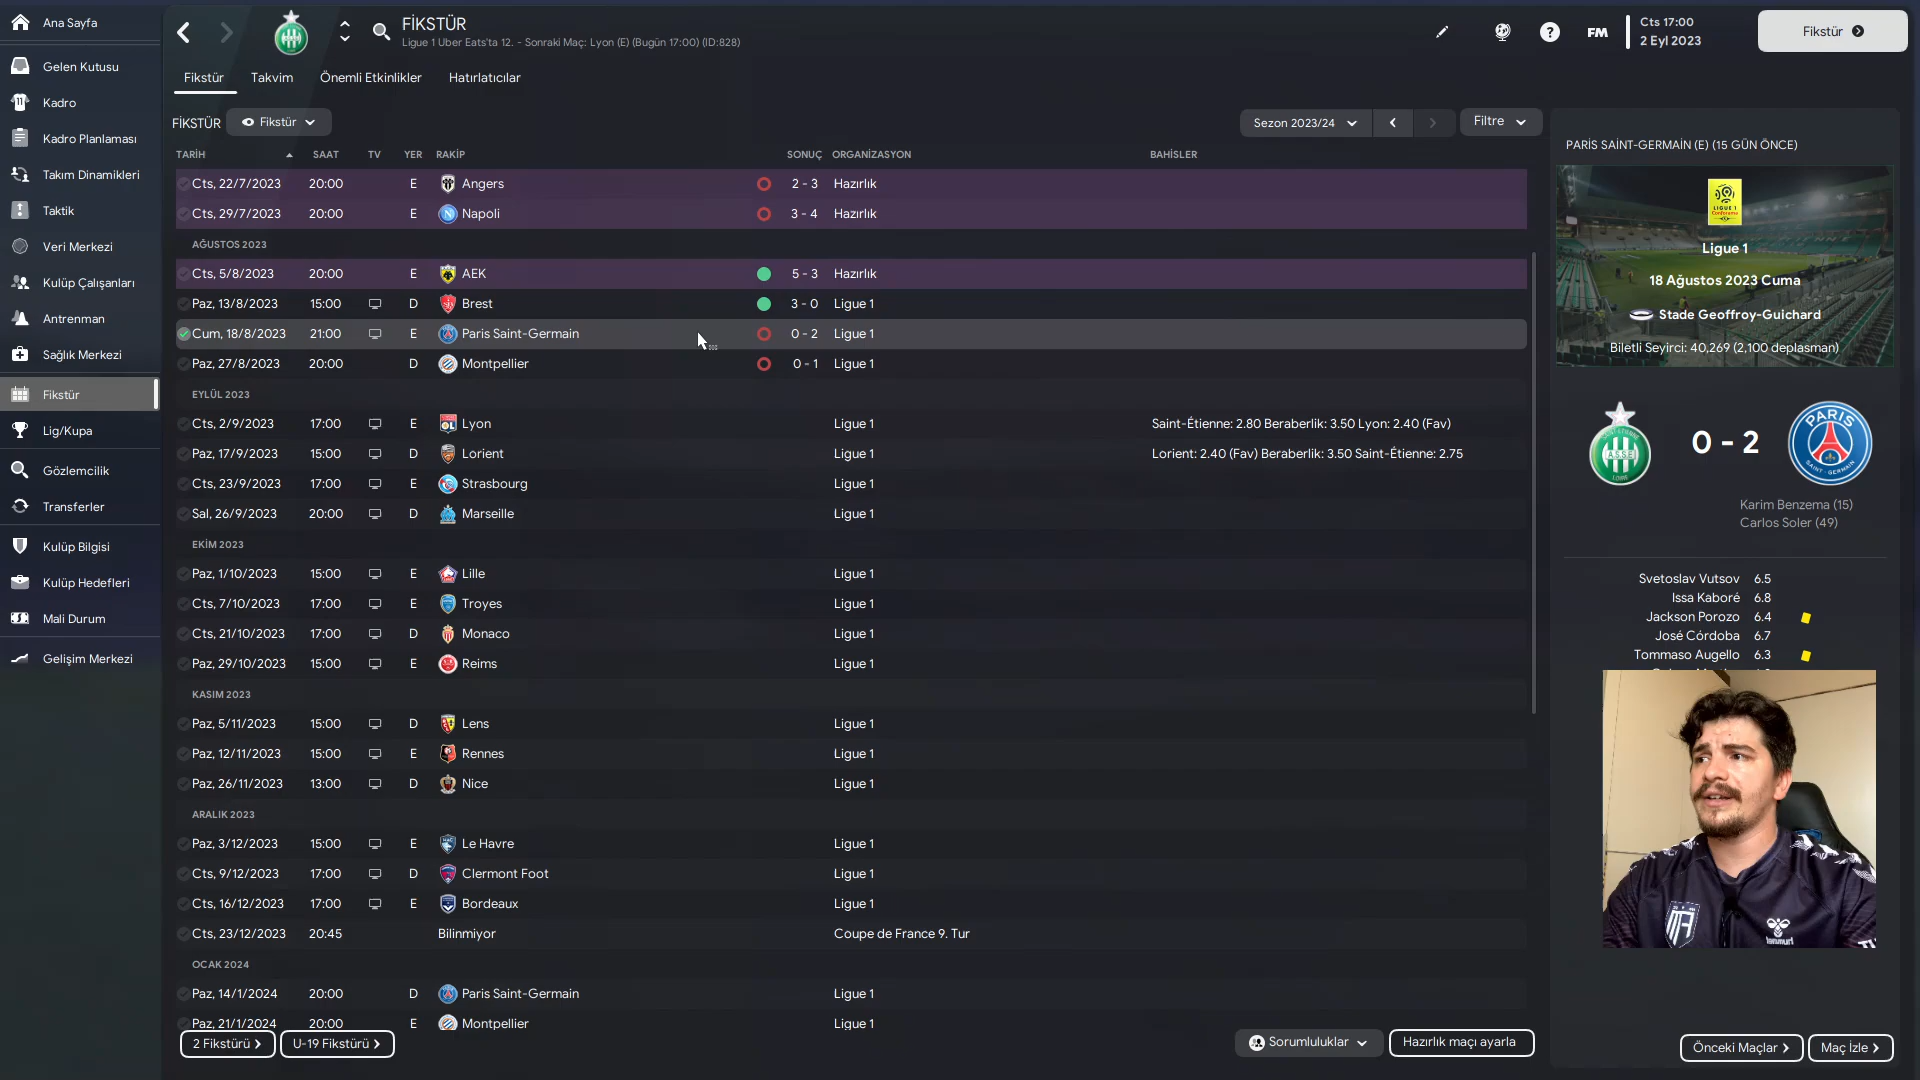 Ana Sayfa
Gelen Kutusu
Kadro
Kadro Planlaması
Takım Dinamikleri
Taktik
Veri Merkezi
Kulüp Çalışanları
Antrenman
Sağlık Merkezi
Fikstür
Lig/Kupa
Gözlemcilik
Transferler
Kulüp Bilgisi
Kulüp Hedefleri
Mali Durum
Gelişim Merkezi
FİKSTÜR
Ligue 1 Uber Eats'ta 12. - Sonraki Maç: Lyon (E) (Bugün 17:00) (ID:828)
FM
Cts 17:00
2 Eyl 2023
Fikstür
Fikstür Takvim Önemli Etkinlikler Hatırlatıcılar
FİKSTÜR Fikstür Sezon 2023/24 Filtre
TARİH SAAT TV YER RAKİP SONUÇ ORGANİZASYON BAHİSLER
Cts, 22/7/2023 20:00 E Angers 2 - 3 Hazırlık
Cts, 29/7/2023 20:00 E Napoli 3 - 4 Hazırlık
AĞUSTOS 2023
Cts, 5/8/2023 20:00 E AEK 5 - 3 Hazırlık
Paz, 13/8/2023 15:00 D Brest 3 - 0 Ligue 1
Cum, 18/8/2023 21:00 E Paris Saint-Germain 0 - 2 Ligue 1
Paz, 27/8/2023 20:00 D Montpellier 0 - 1 Ligue 1
EYLÜL 2023
Cts, 2/9/2023 17:00 E Lyon Ligue 1 Saint-Étienne: 2.80 Beraberlik: 3.50 Lyon: 2.40 (Fav)
Paz, 17/9/2023 15:00 D Lorient Ligue 1 Lorient: 2.40 (Fav) Beraberlik: 3.50 Saint-Étienne: 2.75
Cts, 23/9/2023 17:00 E Strasbourg Ligue 1
Sal, 26/9/2023 20:00 D Marseille Ligue 1
EKİM 2023
Paz, 1/10/2023 15:00 E Lille Ligue 1
Cts, 7/10/2023 17:00 E Troyes Ligue 1
Cts, 21/10/2023 17:00 D Monaco Ligue 1
Paz, 29/10/2023 15:00 E Reims Ligue 1
KASIM 2023
Paz, 5/11/2023 15:00 D Lens Ligue 1
Paz, 12/11/2023 15:00 E Rennes Ligue 1
Paz, 26/11/2023 13:00 D Nice Ligue 1
ARALIK 2023
Paz, 3/12/2023 15:00 E Le Havre Ligue 1
Cts, 9/12/2023 17:00 D Clermont Foot Ligue 1
Cts, 16/12/2023 17:00 E Bordeaux Ligue 1
Cts, 23/12/2023 20:45 Bilinmiyor Coupe de France 9. Tur
OCAK 2024
Paz, 14/1/2024 20:00 D Paris Saint-Germain Ligue 1
Paz, 21/1/2024 20:00 E Montpellier Ligue 1
2 Fikstürü U-19 Fikstürü Sorumluluklar Hazırlık maçı ayarla
PARİS SAİNT-GERMAİN (E) (15 GÜN ÖNCE)
LIGUE 1
Conforama
Ligue 1
18 Ağustos 2023 Cuma
Stade Geoffroy-Guichard
Biletli Seyirci: 40,269 (2,100 deplasman)
A.S.S.E
LOIRE
0 - 2
PARIS
SAINT-GERMAIN
Karim Benzema (15)
Carlos Soler (49)
Svetoslav Vutsov 6.5
Issa Kaboré 6.8
Jackson Porozo 6.4
José Córdoba 6.7
Tommaso Augello 6.3
hummel
Önceki Maçlar Maç İzle